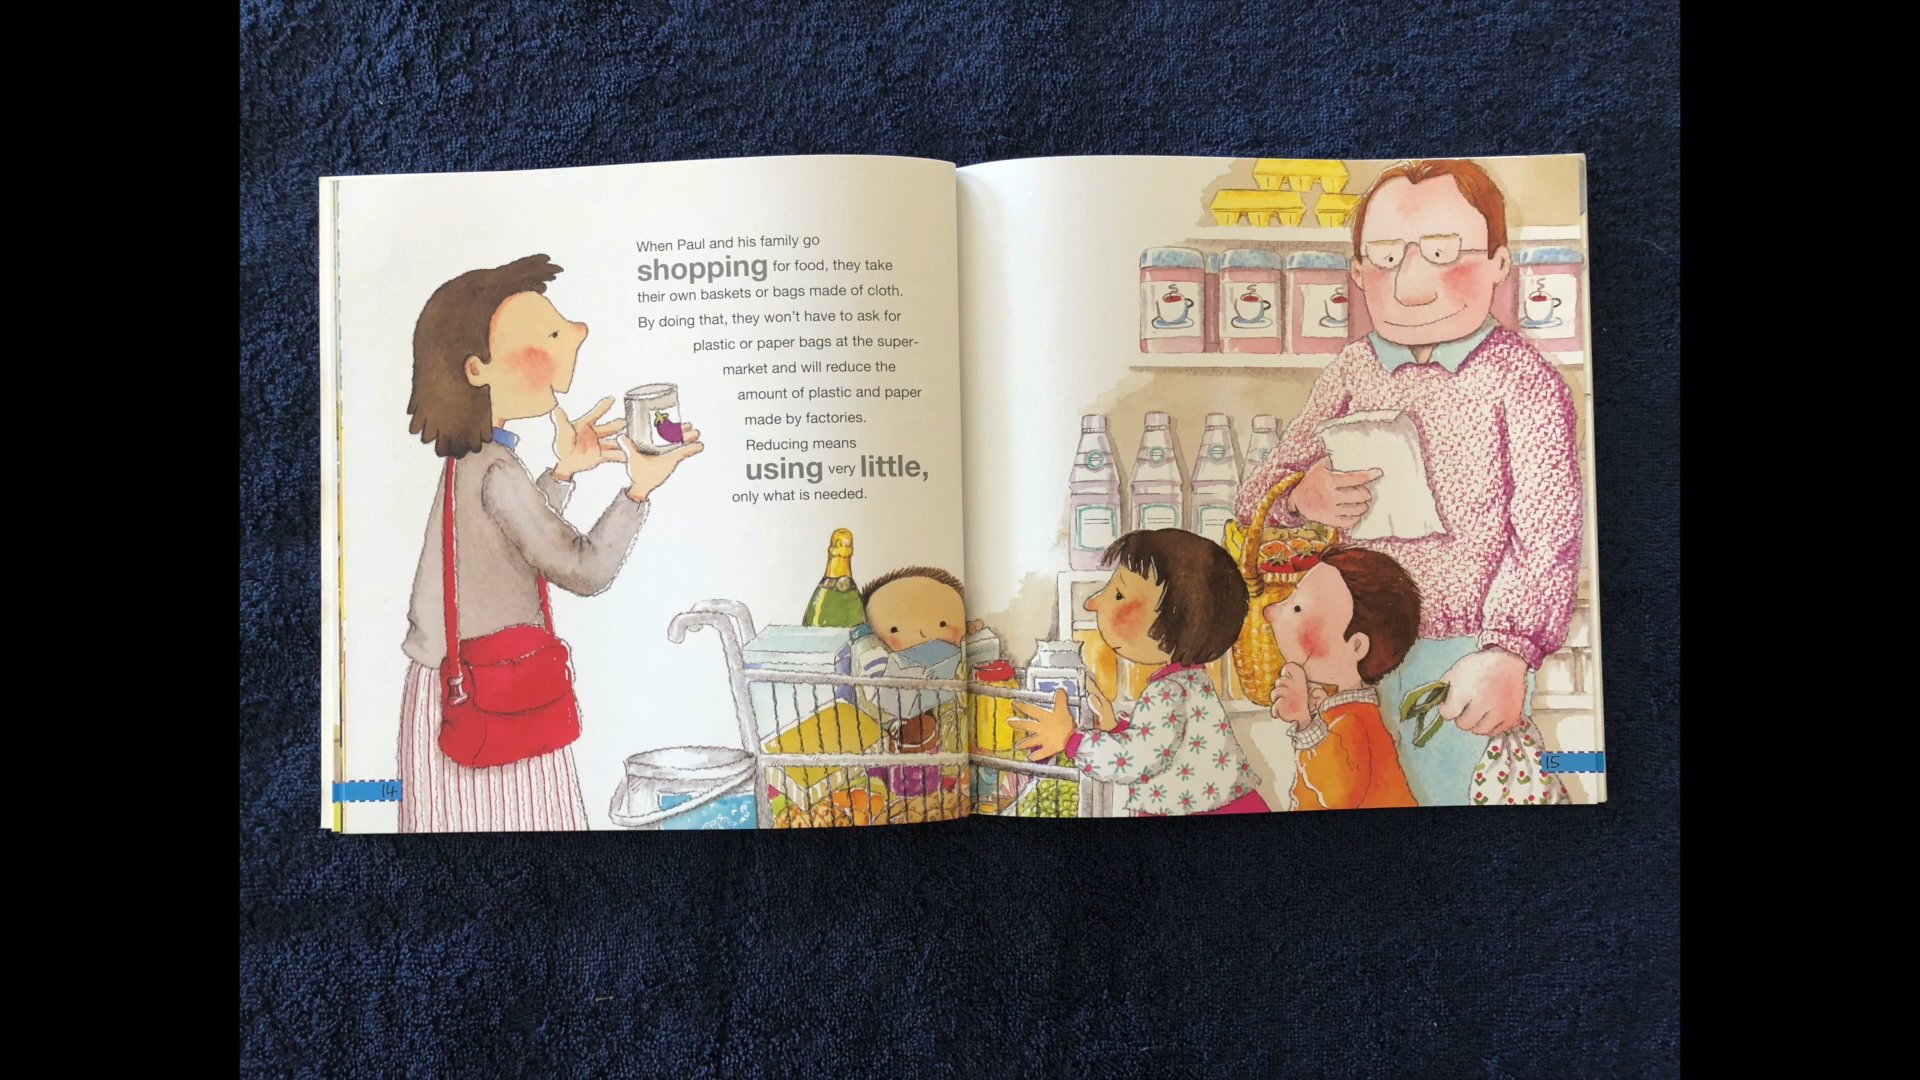 When Paul and his family go
shopping for food, they take
their own baskets or bags made of cloth.
By doing that, they won't have to ask for
plastic or paper bags at the super-
market and will reduce the
amount of plastic and paper
made by factories.
Reducing means
using very little,
only what is needed.
14
15